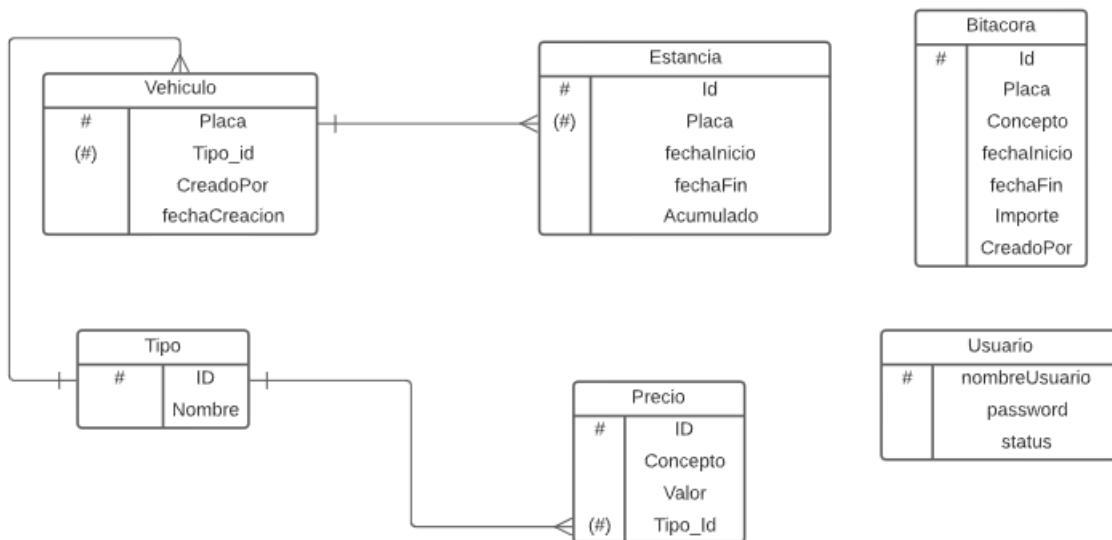 Vehiculo
# Placa
(#) Tipo_id
CreadoPor
fechaCreacion
Estancia
# Id
(#) Placa
fechaInicio
fechaFin
Acumulado
Bitacora
# Id
Placa
Concepto
fechaInicio
fechaFin
Importe
CreadoPor
Tipo
# ID
Nombre
Precio
# ID
Concepto
Valor
(#) Tipo_Id
Usuario
# nombreUsuario
password
status